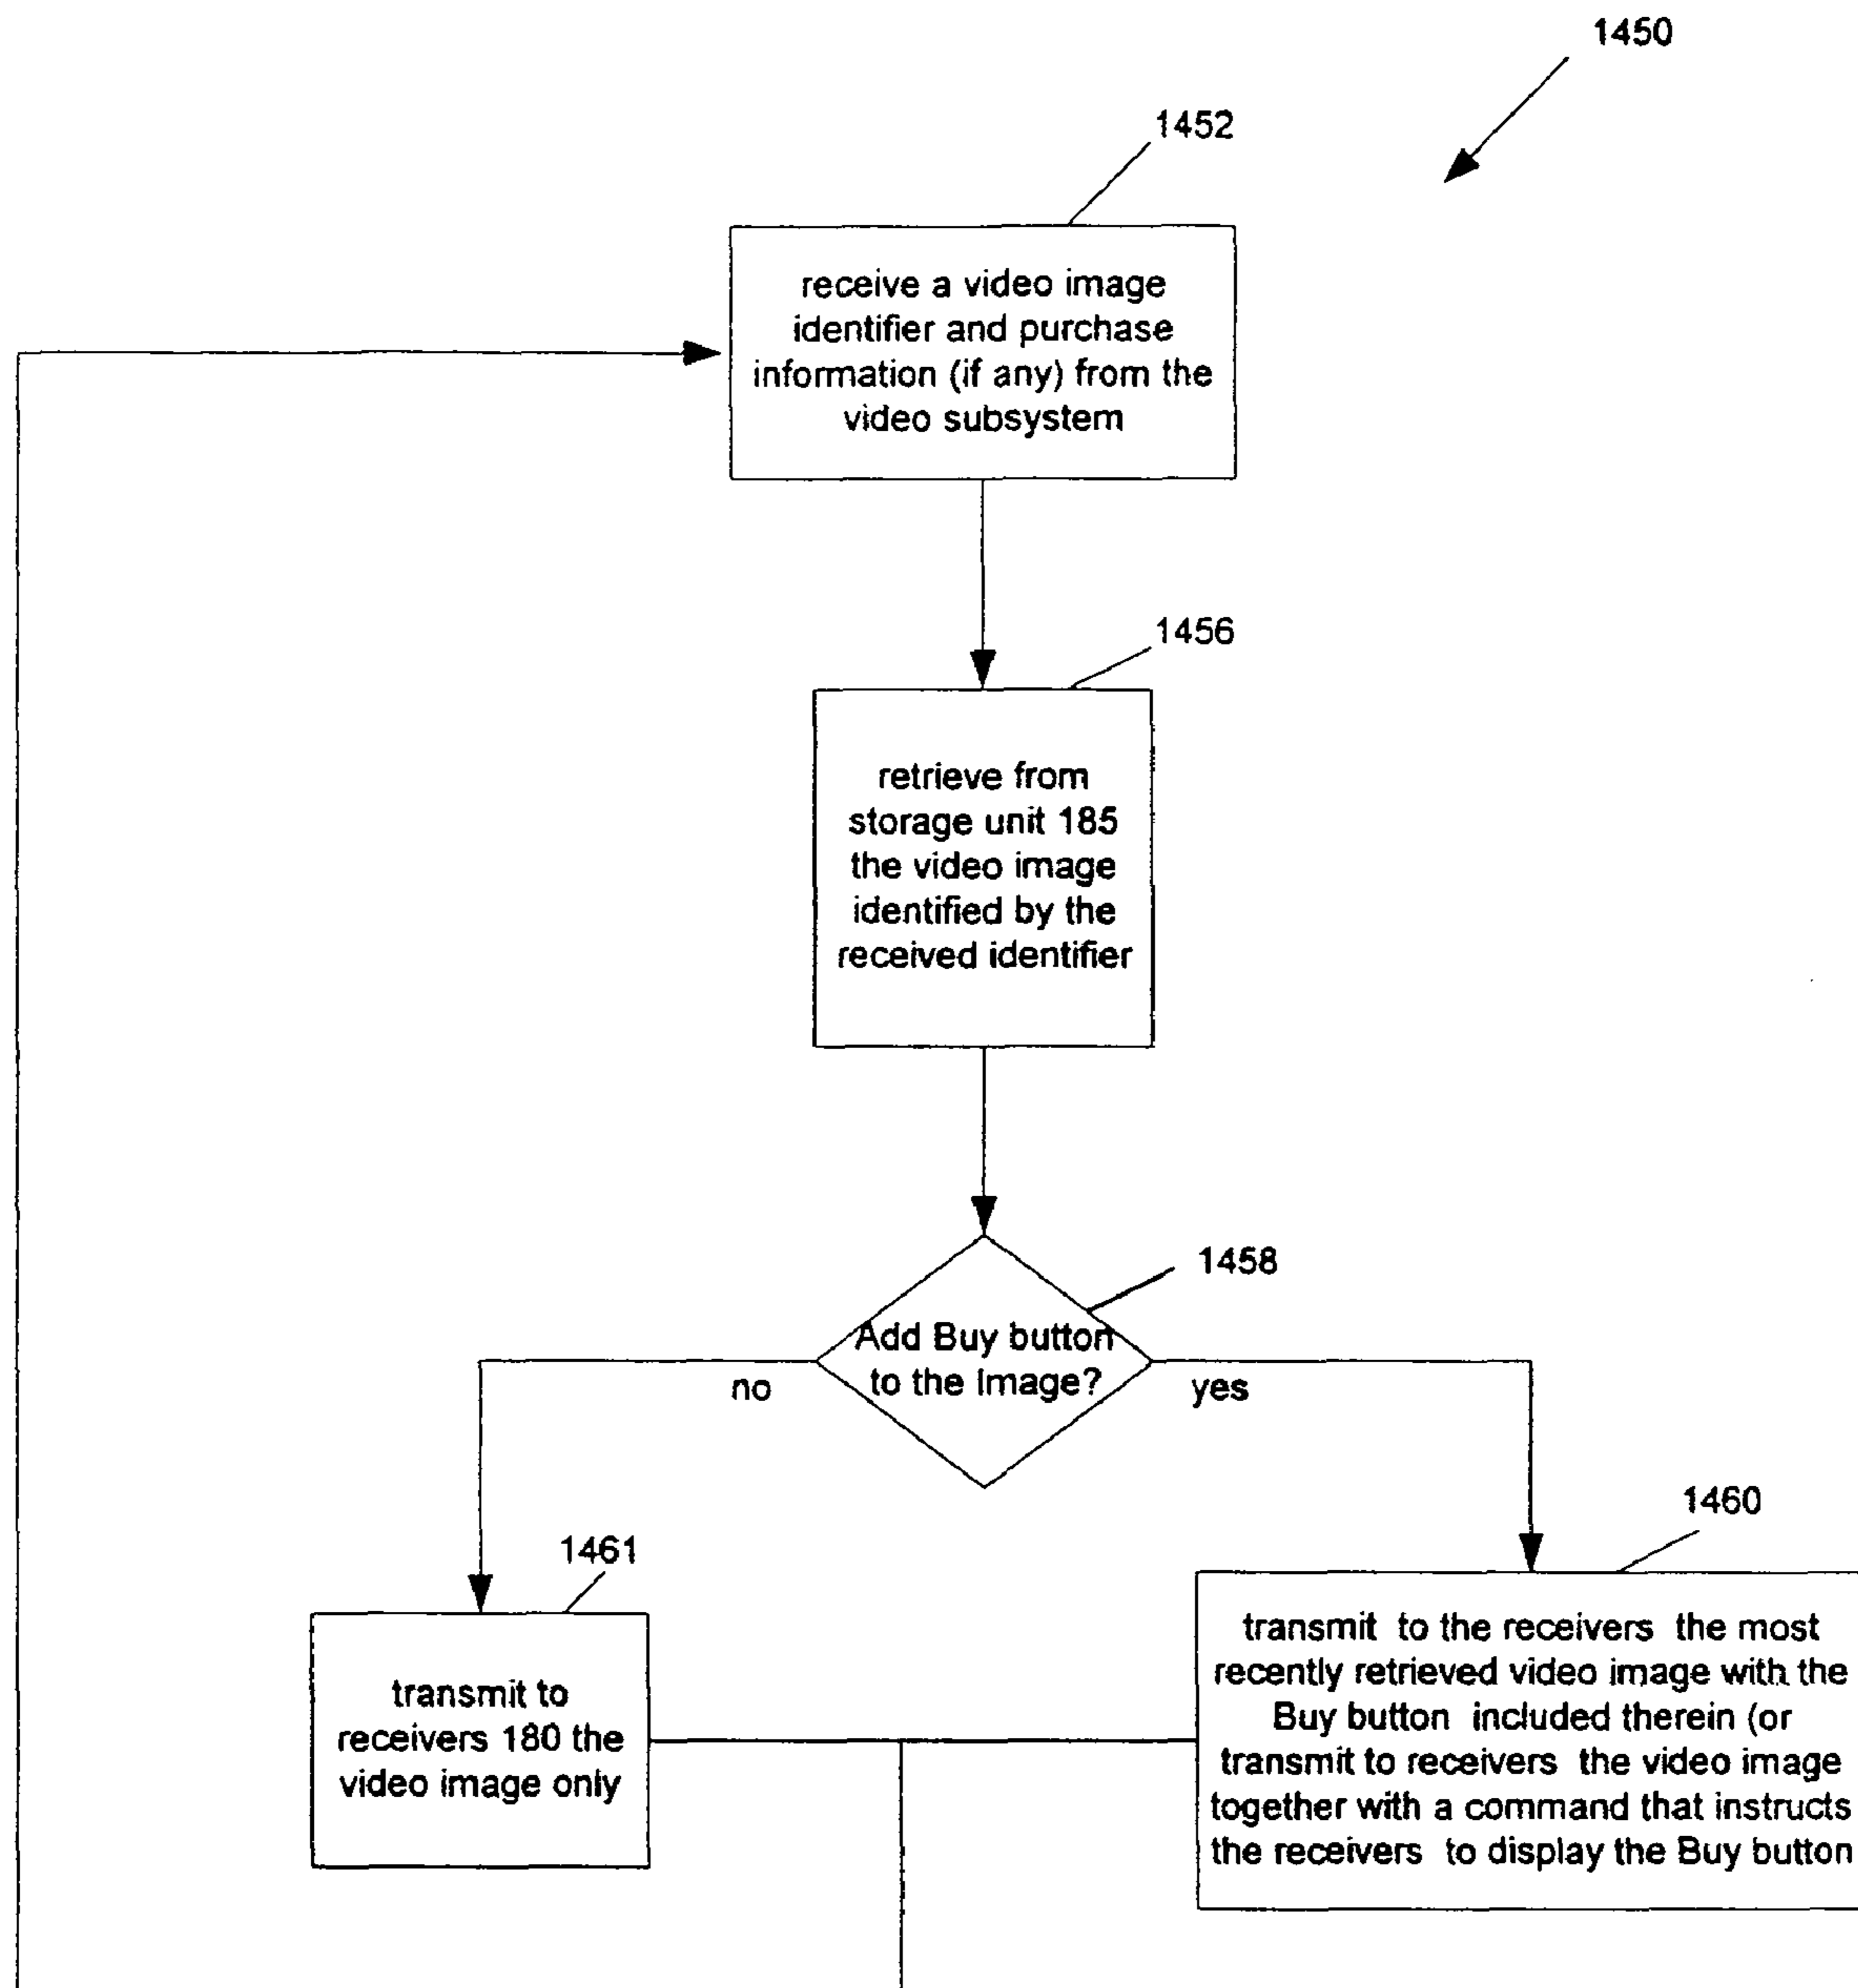 1450
1452
receive a video image
identifier and purchase
information (if any) from the
video subsystem
1456
retrieve from
storage unit 185
the video image
identified by the
received identifier
1458
Add Buy button
to the Image?
no
yes
1460
1461
transmit to the receivers the most
recently retrieved video image with the
Buy button included therein (or
transmit to receivers the video image
together with a command that instructs
the receivers to display the Buy button
transmit to
receivers 180 the
video image only